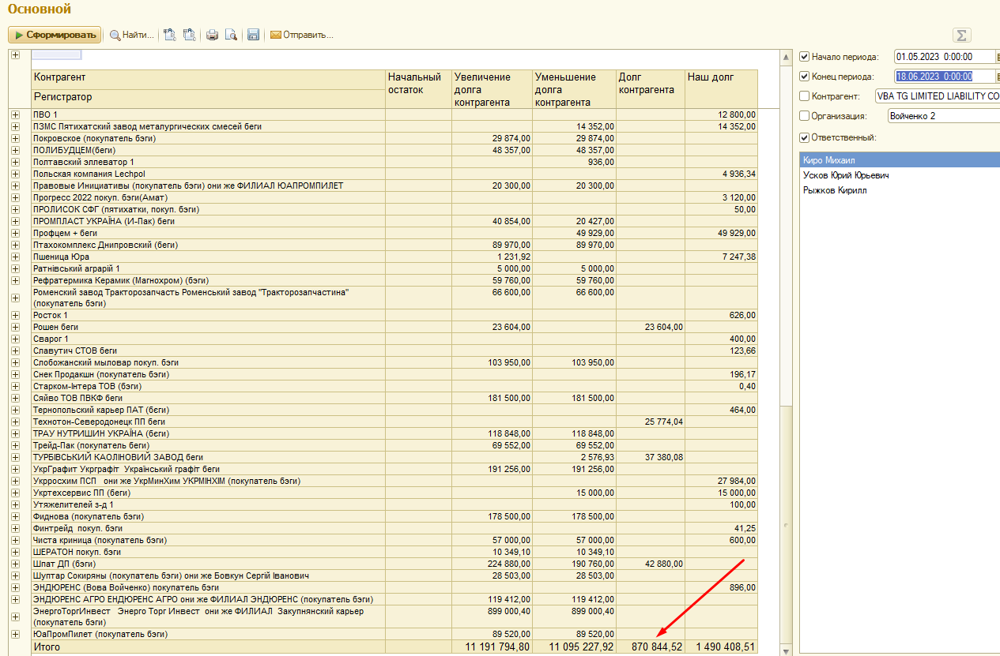 Основной
Сформировать Найти... Отправить... Σ
Контрагент Начальный остаток Увеличение долга контрагента Уменьшение долга контрагента Долг контрагента Наш долг
Регистратор
ПВО 1 12 800,00
ПЗМС Пятихатский завод металургических смесей беги 14 352,00 14 352,00
Покровское (покупатель бэги) 29 874,00 29 874,00
ПОЛИБУДЦЕМ(беги) 48 357,00 48 357,00
Полтавский эллеватор 1 936,00
Польская компания Lechpol 4 936,34
Правовые Инициативы (покупатель бэги) они же ФИЛИАЛ ЮАПРОМПИЛЕТ 20 300,00 20 300,00
Прогресс 2022 покуп. бэги(Амат) 3 120,00
ПРОЛИСОК СФГ (пятихатки, покуп. бэги) 50,00
ПРОМПЛАСТ УКРАЇНА (И-Пак) беги 40 854,00 20 427,00
Профцем + беги 49 929,00 49 929,00
Птахокомплекс Днипровский (беги) 89 970,00 89 970,00
Пшеница Юра 1 231,92 7 247,38
Ратнівський аграрій 1 5 000,00 5 000,00
Рефратермика Керамик (Магнохром) (бэги) 59 760,00 59 760,00
Роменский завод Тракторозапчасть Роменський завод "Тракторозапчастина" 66 600,00 66 600,00
(покупатель бэги)
Росток 1 626,00
Рошен беги 23 604,00 23 604,00
Сварог 1 400,00
Славутич СТОВ беги 123,66
Слобожанский мыловар покуп. бэги 103 950,00 103 950,00
Снек Продакшн (покупатель бэги) 196,17
Старком-Інтера ТОВ (бэги) 0,40
Сяйво ТОВ ПВКФ беги 181 500,00 181 500,00
Тернопольский карьер ПАТ (бєги) 464,00
Технотон-Северодонецк ПП беги 25 774,04
ТРАУ НУТРИШИН УКРАЇНА (беги) 118 848,00 118 848,00
Трейд-Пак (покупатель беги) 69 552,00 69 552,00
ТУРБІВСЬКИЙ КАОЛІНОВИЙ ЗАВОД беги 2 576,93 37 380,08
УкрГрафит Укрграфіт Український графіт беги 191 256,00 191 256,00
Укрросхим ПСП они же УкрМинХим УКРМІНХІМ (покупатель бэги) 27 984,00
Укртехсервис ПП (беги) 15 000,00 15 000,00
Утяжелителей з-д 1 100,00
Фиднова (покупатель бэги) 178 500,00 178 500,00
Финтрейд покуп. бэги 41,25
Чиста криница (покупатель бэги) 57 000,00 57 000,00 600,00
ШЕРАТОН покуп. бэги 10 349,10 10 349,10
Шпат ДП (бэги) 224 880,00 190 760,00 42 880,00
Шуптар Сокиряны (покупатель бэги) они же Бовкун Сергій Іванович 28 503,00 28 503,00
ЭНДЮРЕНС (Вова Войченко) покупатель бэги 896,00
ЭНДЮРЕНС АГРО ЕНДЮРЕНС АГРО они же ФИЛИАЛ ЭНДЮРЕНС (покупатель бэги) 119 412,00 119 412,00
ЭнергоТоргИнвест Энерго Торг Инвест они же ФИЛИАЛ Закупнянский карьер 899 000,40 899 000,40
(покупатель бэги)
ЮаПромПилет (покупатель бэги) 89 520,00 89 520,00
Итого 11 191 794,80 11 095 227,92 870 844,52 1 490 408,51
Начало периода: 01.05.2023 0:00:00
Конец периода: 18.06.2023 0:00:00
Контрагент: VBA TG LIMITED LIABILITY CO
Организация: Войченко 2
Ответственный:
Киро Михаил
Усков Юрий Юрьевич
Рыжков Кирилл